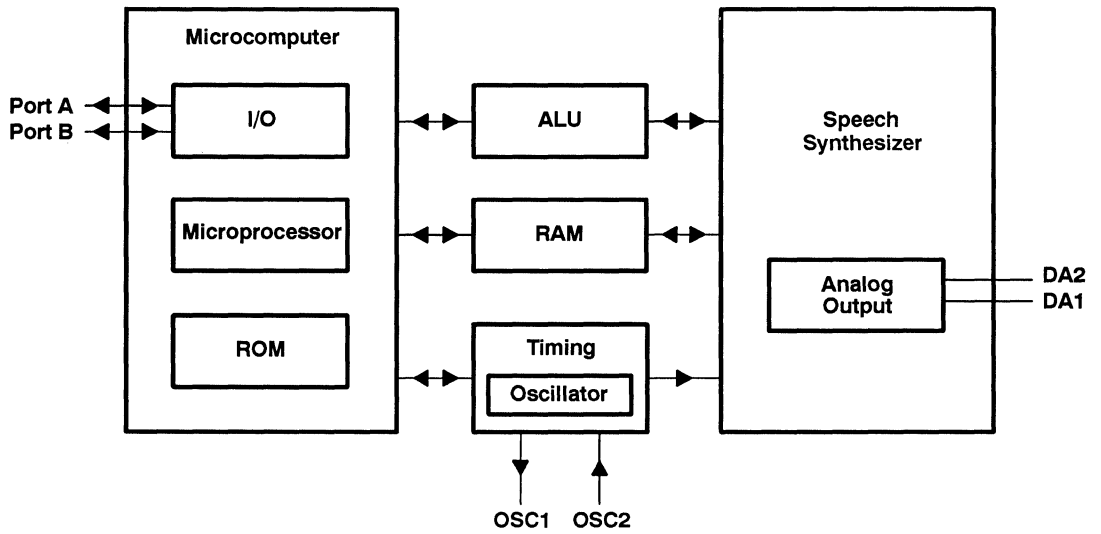 Microcomputer
Port A
Port B
I/O
Microprocessor
ROM
ALU
RAM
Timing
Oscillator
OSC1
OSC2
Speech
Synthesizer
Analog
Output
DA2
DA1